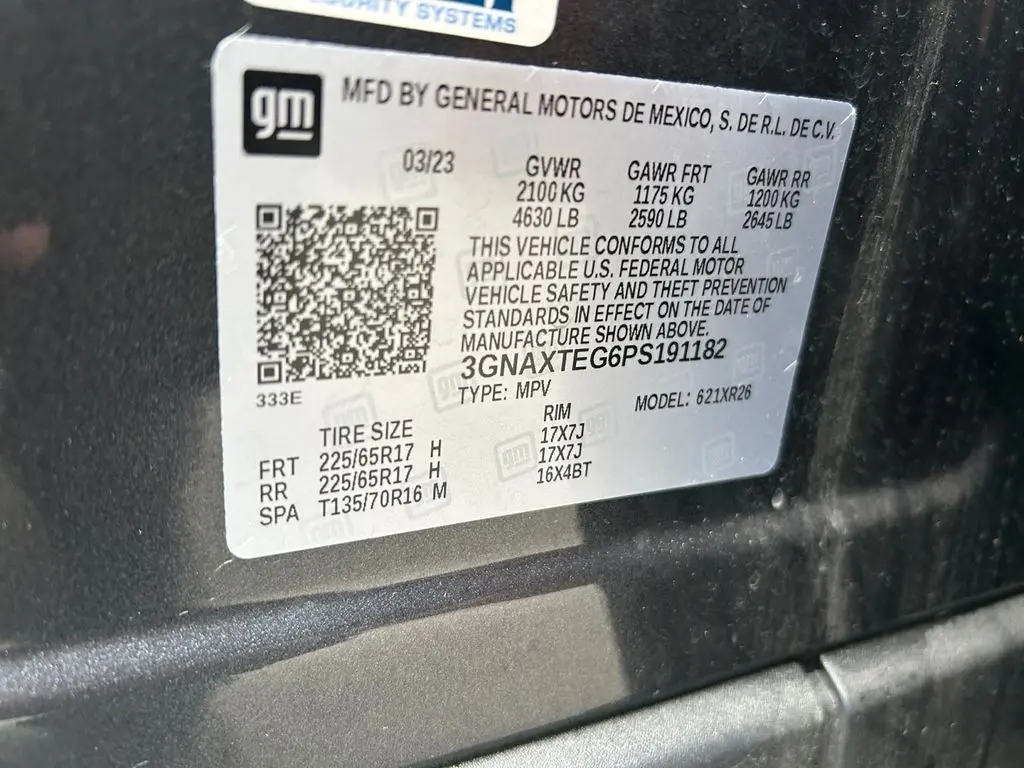 SECURITY SYSTEMS
gm
MFD BY GENERAL MOTORS DE MEXICO, S. DE R.L. DE C.V.
03/23 GVWR GAWR FRT GAWR RR
2100 KG 1175 KG 1200 KG
4630 LB 2590 LB 2645 LB
THIS VEHICLE CONFORMS TO ALL
APPLICABLE U.S. FEDERAL MOTOR
VEHICLE SAFETY AND THEFT PREVENTION
STANDARDS IN EFFECT ON THE DATE OF
MANUFACTURE SHOWN ABOVE.
3GNAXTEG6PS191182
333E TYPE: MPV MODEL: 621XR26
TIRE SIZE RIM
FRT 225/65R17 H 17X7J
RR 225/65R17 H 17X7J
SPA T135/70R16 M 16X4BT